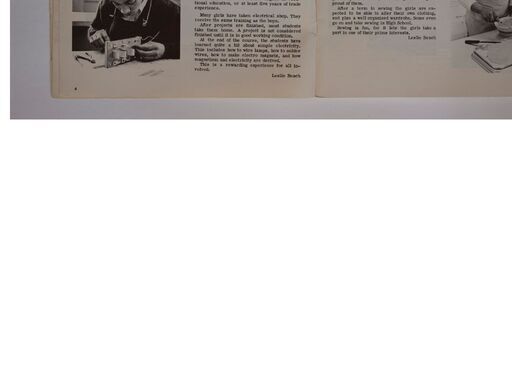 tional education, or at least five years of trade
experience.
Many girls have taken electrical shop. They
receive the same training as the boys.
After projects are finished, most students
take them home. A project is not considered
finished until it is in good working condition.
At the end of the course, the students have
learned quite a bit about simple electricity.
This includes how to wire lamps, how to solder
wires, how to make electro magnets, and how
magnetism and electricity are derived.
This is a rewarding experience for all in-
volved.
Leslie Busch
4
proud of them.
After a term in sewing the girls are ex-
pected to be able to alter their own clothing,
and plan a well organized wardrobe. Some even
go on and take sewing in High School.
Sewing is fun, for it lets the girls take a
part in one of their prime interests.
Leslie Busch